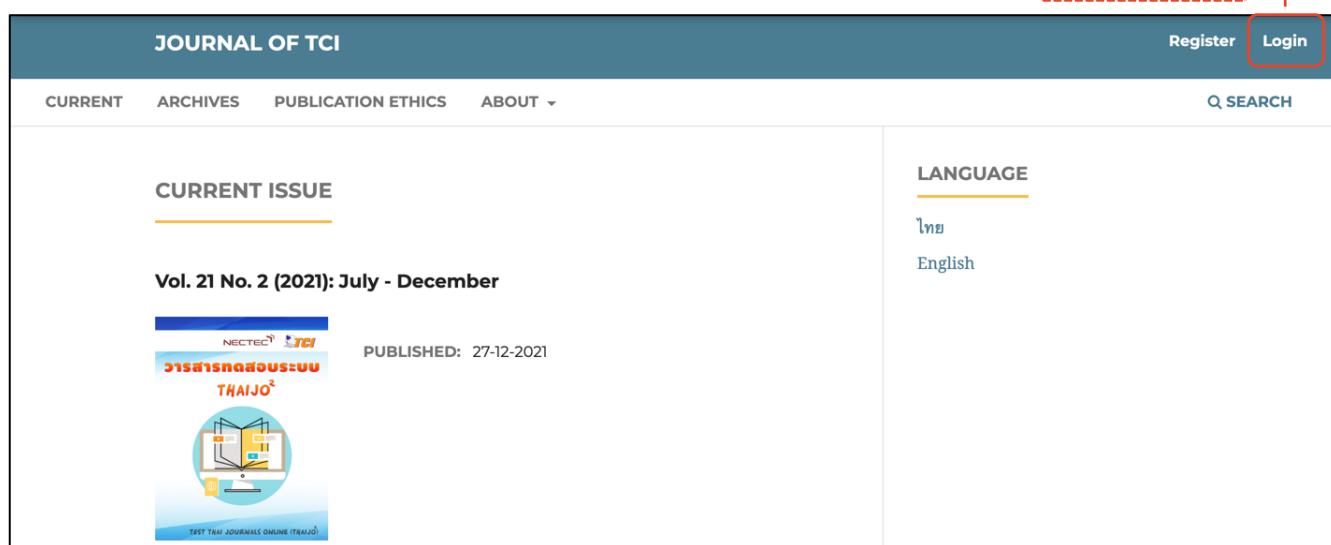 JOURNAL OF TCI
Register Login
CURRENT ARCHIVES PUBLICATION ETHICS ABOUT
SEARCH
CURRENT ISSUE
Vol. 21 No. 2 (2021): July - December
NECTEC TCI
วารสารทดสอบระบบ
THAIJO2
TEST THAI JOURNALS ONLINE (THAIJO)
PUBLISHED: 27-12-2021
LANGUAGE
ไทย
English